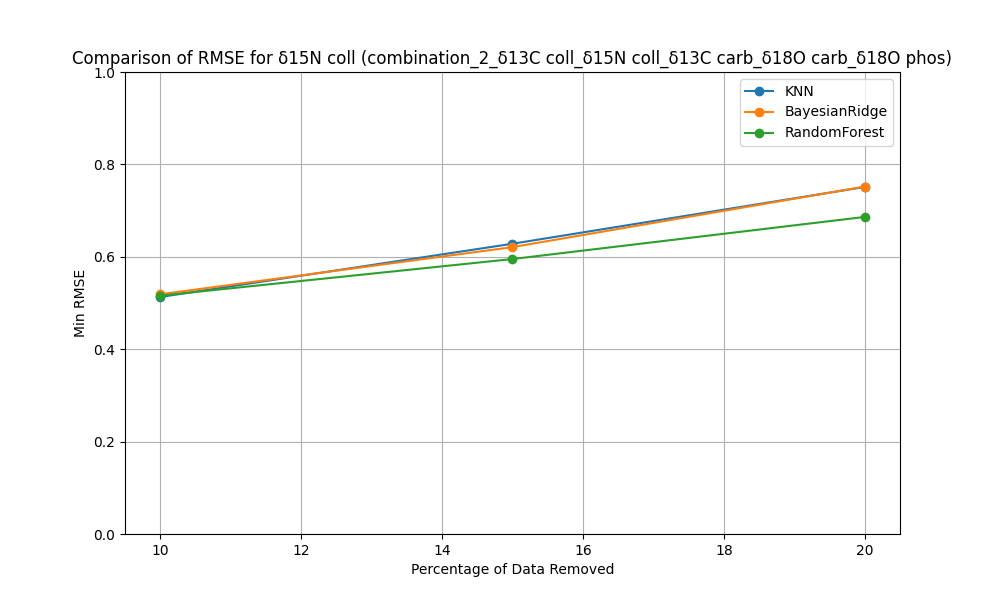 Comparison of RMSE for δ15N coll (combination_2_δ13C coll_δ15N coll_δ13C carb_δ18O carb_δ18O phos)
KNN
BayesianRidge
RandomForest
Min RMSE
1.0
0.8
0.6
0.4
0.2
0.0
10 12 14 16 18 20
Percentage of Data Removed